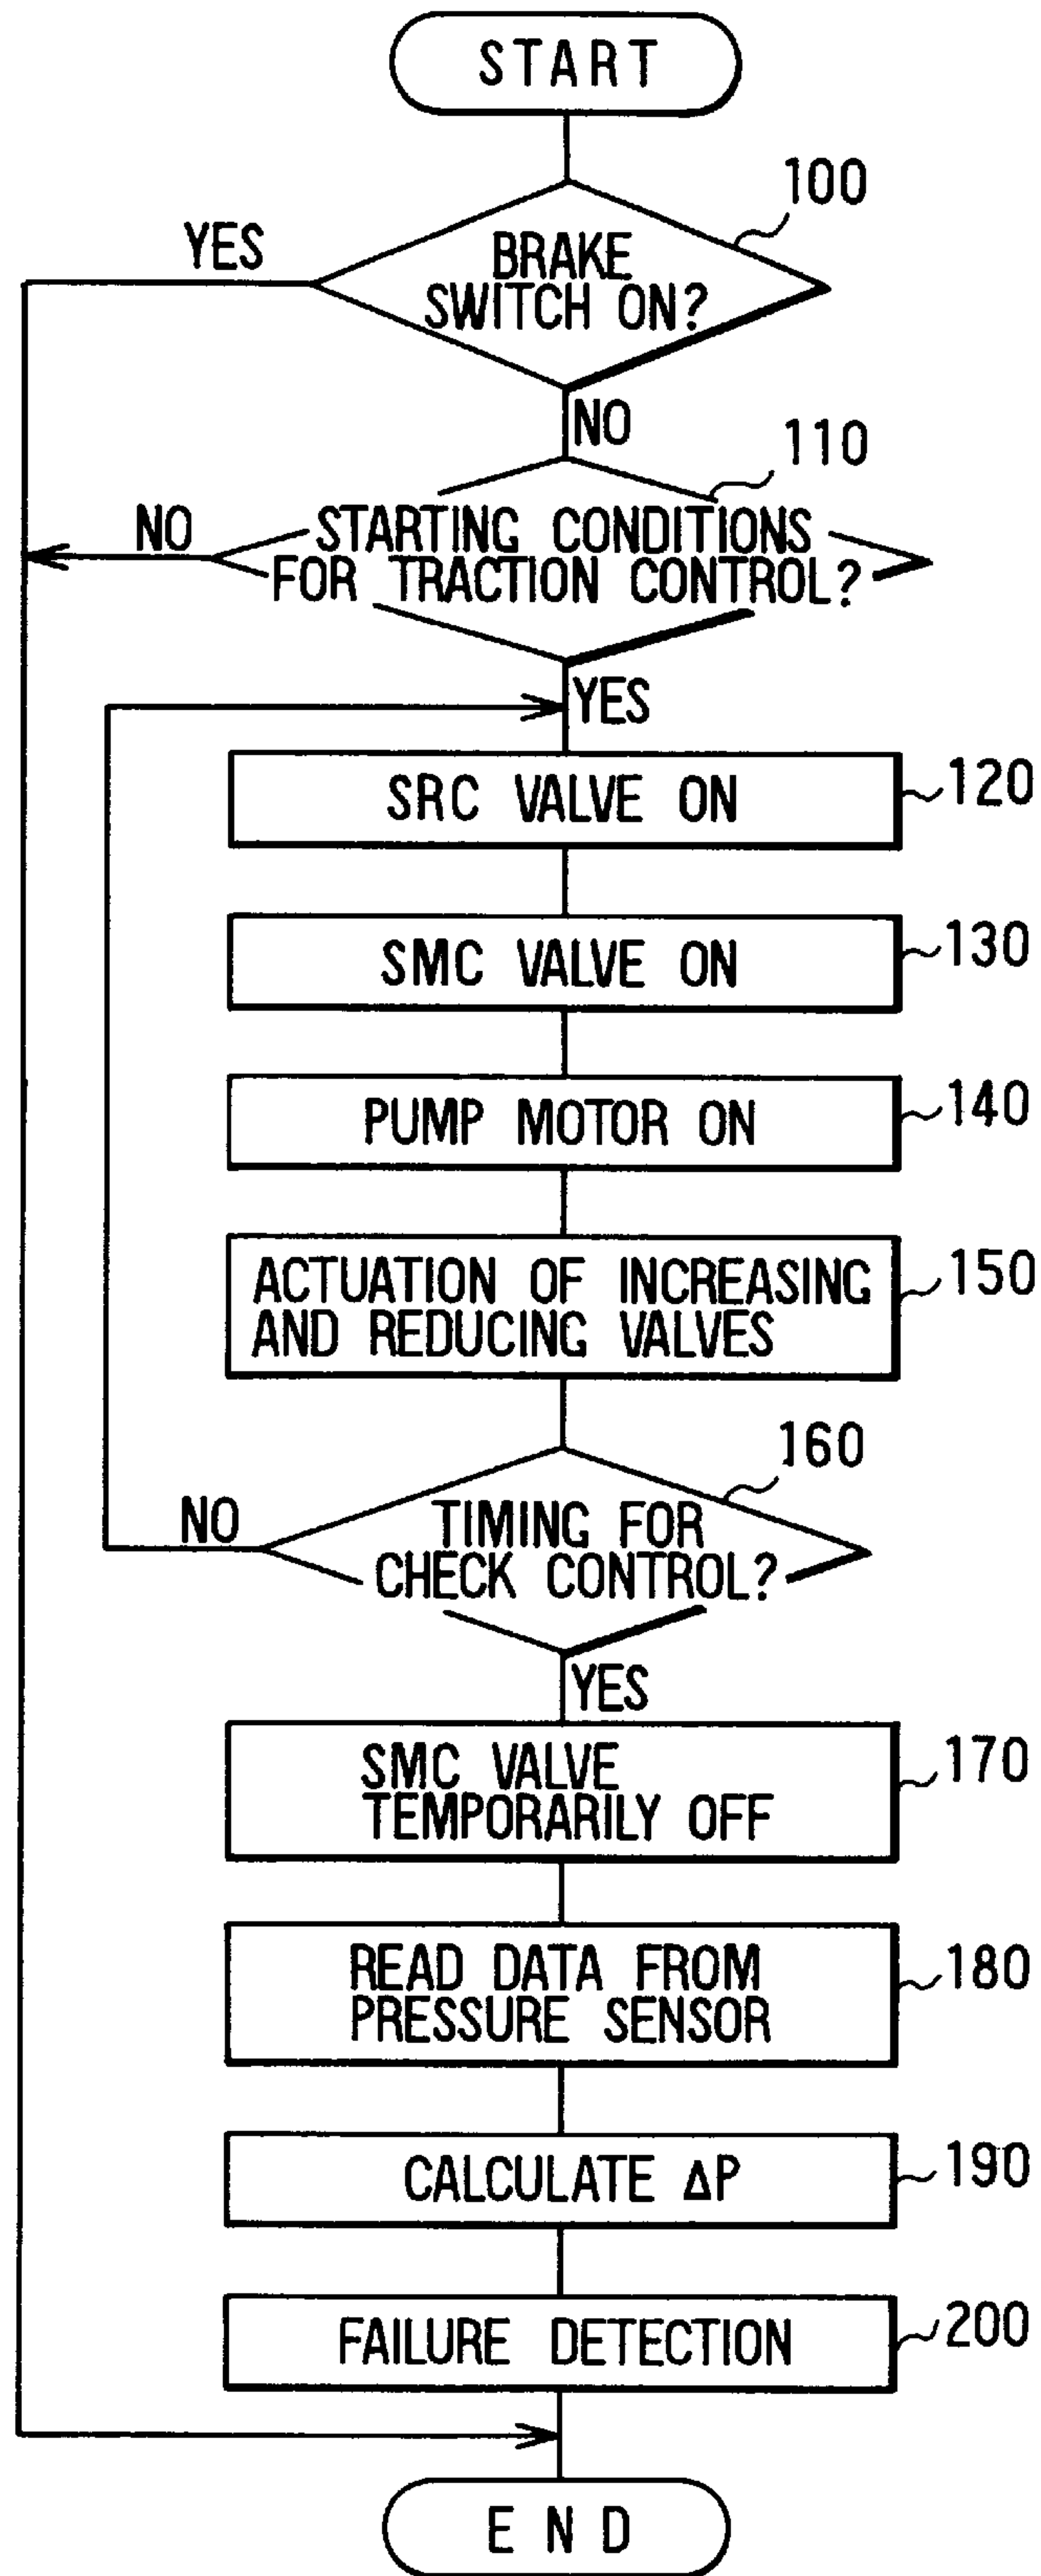 START
100
YES
BRAKE
SWITCH ON?
NO
110
NO
STARTING CONDITIONS
FOR TRACTION CONTROL?
YES
SRC VALVE ON
120
SMC VALVE ON
130
PUMP MOTOR ON
140
ACTUATION OF INCREASING
AND REDUCING VALVES
150
160
NO
TIMING FOR
CHECK CONTROL?
YES
SMC VALVE
TEMPORARILY OFF
170
READ DATA FROM
PRESSURE SENSOR
180
CALCULATE ΔP
190
FAILURE DETECTION
200
END